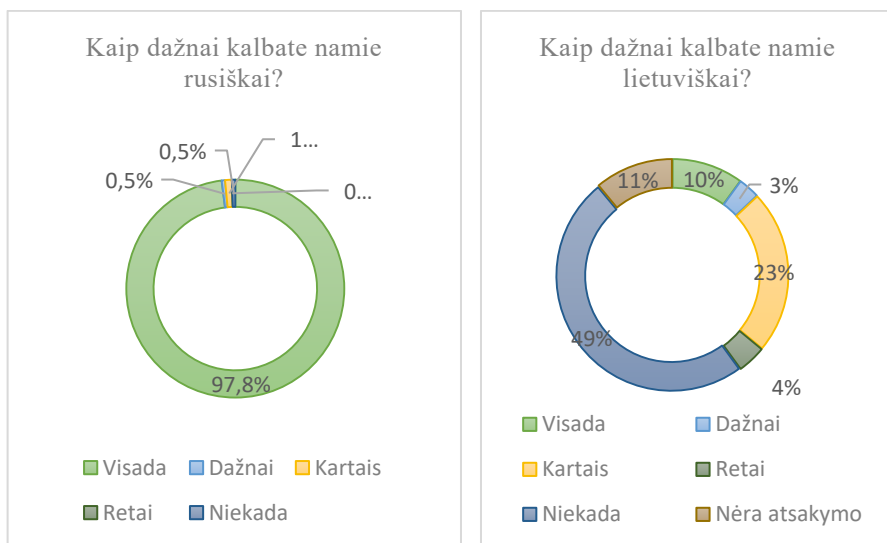 Kaip dažnai kalbate namie
rusiškai?
0,5%
1...
0,5%
0...
97,8%
Visada
Dažnai
Kartais
Retai
Niekada
Kaip dažnai kalbate namie
lietuviškai?
11%
10%
3%
23%
49%
4%
Visada
Dažnai
Kartais
Retai
Niekada
Nėra atsakymo